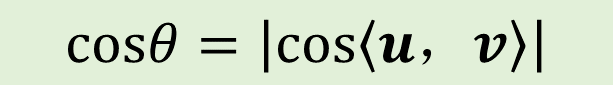 cosθ = |cos⟨u， v⟩|